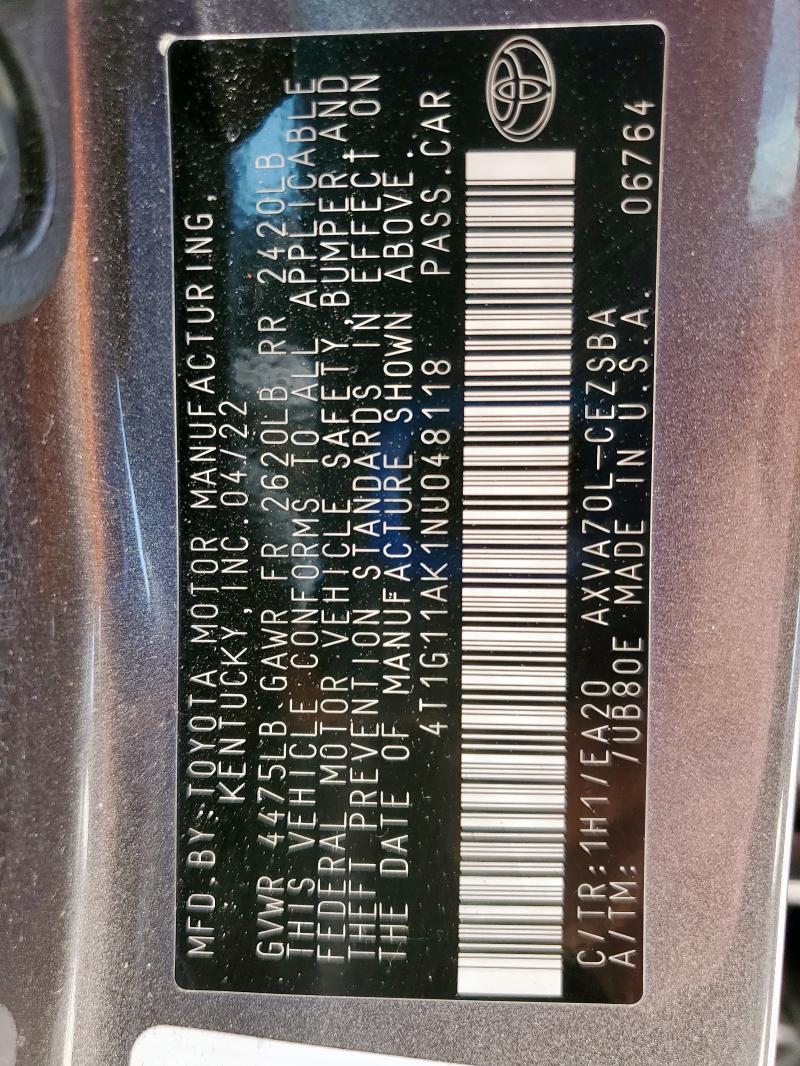 MFD.BY:TOYOTA MOTOR MANUFACTURING,
KENTUCKY,INC.04/22
GVWR 4475LB GAWR FR 2620LB RR 2420LB
THIS VEHICLE CONFORMS TO ALL APPLICABLE
FEDERAL MOTOR VEHICLE SAFETY,BUMPER,AND
THEFT PREVENTION STANDARDS IN EFFECT ON
THE DATE OF MANUFACTURE SHOWN ABOVE.
4T1G11AK1NU048118 PASS.CAR
C/TR:1H1/EA20 AXVA70L-CEZSBA 06764
A/TM: /UB80E MADE IN U.S.A.